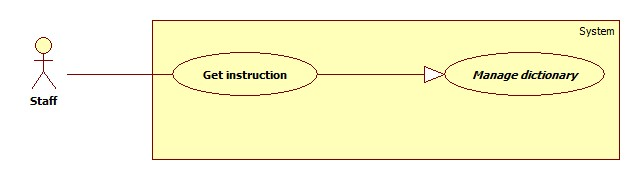 System
Get instruction
Manage dictionary
Staff